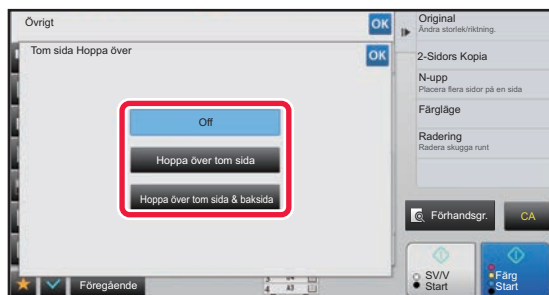 Övrigt
OK
Tom sida Hoppa över
OK
Off
Hoppa över tom sida
Hoppa över tom sida & baksida
Föregående
Original
Ändra storlek/riktning.
2-Sidors Kopia
N-upp
Placera flera sidor på en sida
Färgläge
Radering
Radera skugga runt
Förhandsgr.
CA
SV/V
Start
Färg
Start